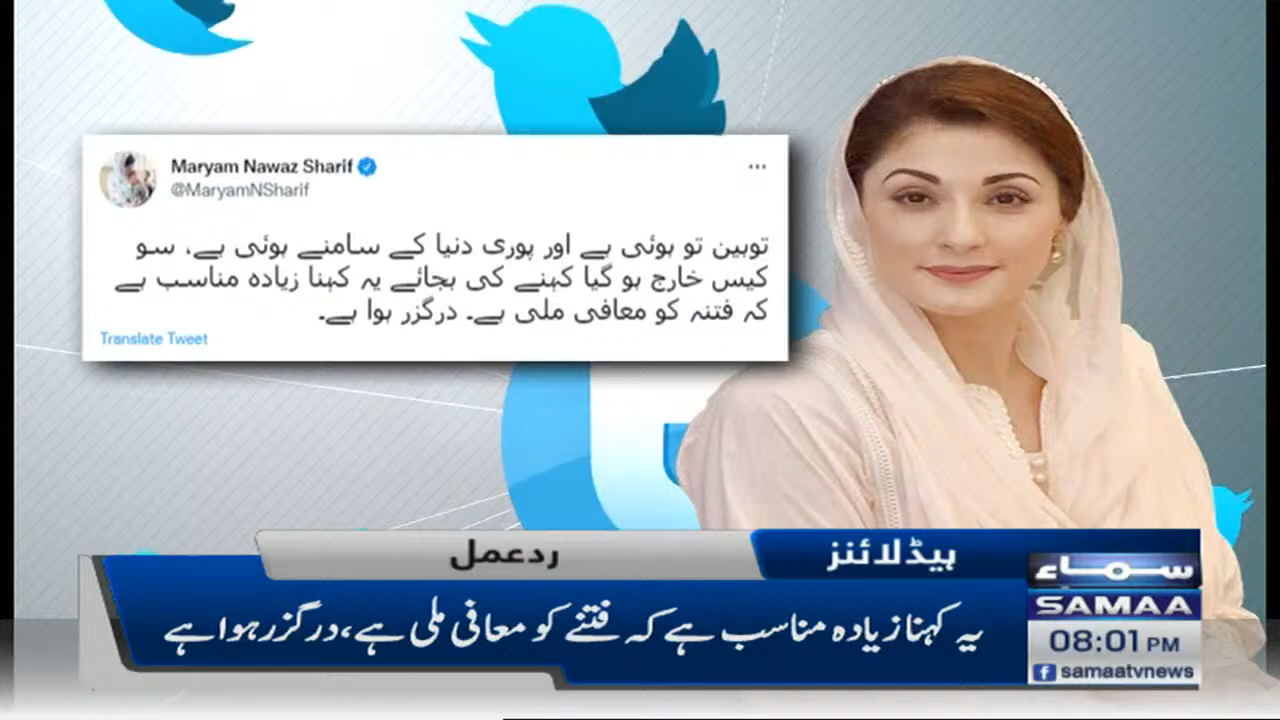 Maryam Nawaz Sharif
@MaryamNSharif
توہین تو ہوئی ہے اور پوری دنیا کے سامنے ہوئی ہے، سو
کیس خارج ہو گیا کہنے کی بجائے یہ کہنا زیادہ مناسب ہے
کہ فتنہ کو معافی ملی ہے۔ درگزر ہوا ہے۔
Translate Tweet
ہیڈلائنز
ردعمل
یہ کہنا زیادہ مناسب ہے کہ فتنے کو معافی ملی ہے، درگزر ہوا ہے
سماء
SAMAA
08:01 PM
samaatvnews